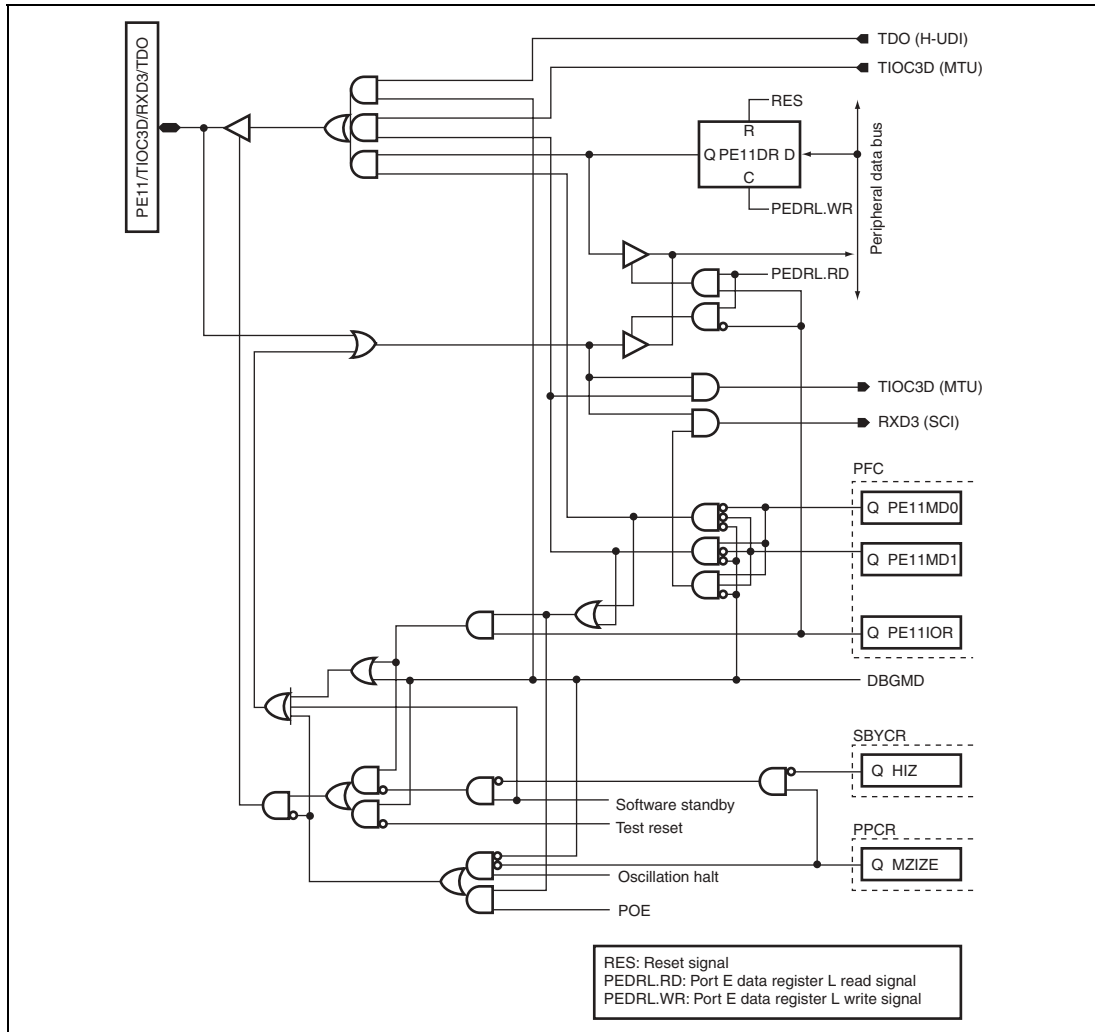 PE11/TIOC3D/RXD3/TDO
TDO (H-UDI)
TIOC3D (MTU)
RES
R
Q PE11DR D
C
PEDRL.WR
Peripheral data bus
PEDRL.RD
TIOC3D (MTU)
RXD3 (SCI)
PFC
Q PE11MD0
Q PE11MD1
Q PE11IOR
DBGMD
SBYCR
Q HIZ
Software standby
Test reset
PPCR
Q MZIZE
Oscillation halt
POE
RES: Reset signal
PEDRL.RD: Port E data register L read signal
PEDRL.WR: Port E data register L write signal